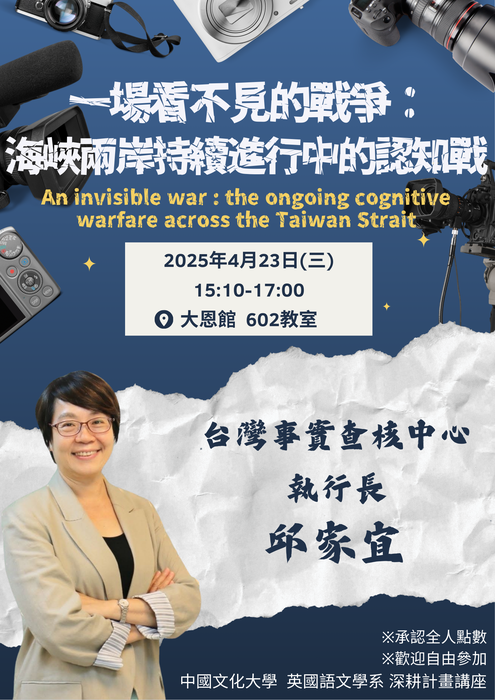 一場看不見的戰爭：
海峽兩岸持續進行中的認知戰
An invisible war : the ongoing cognitive
warfare across the Taiwan Strait
2025年4月23日(三)
15:10-17:00
大恩館 602教室
台灣事實查核中心
執行長
邱家宜
※承認全人點數
※歡迎自由參加
中國文化大學 英國語文學系 深耕計畫講座